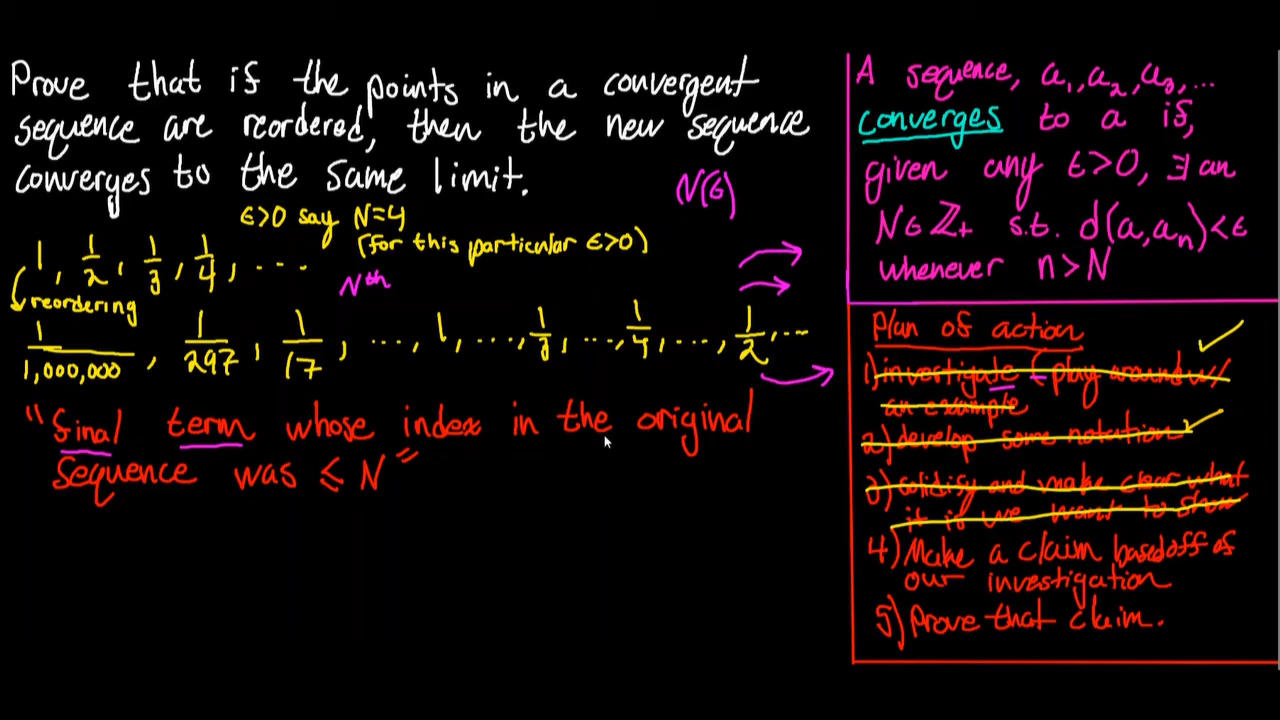 Prove that if the points in a convergent
sequence are reordered, then the new sequence
converges to the same limit.
N(ε)
ε>0 say N=4
(for this particular ε>0)
1, 1/2, 1/3, 1/4, ...
reordering
Nth
1/1,000,000, 1/297, 1/17, ..., 1, ..., 1/3, ..., 1/4, ..., 1/2, ...
"final term whose index in the original
sequence was ≤ N"
A sequence, a1, a2, a3, ...
converges to a if,
given any ε>0, ∃ an
N∈ℤ+ s.t. d(a,an)<ε
whenever n>N
Plan of action
1) investigate (play around w/
an example
2) develop some notation
3) solidify and make clear what
it is we want to show
4) Make a claim based off of
our investigation
5) Prove that claim.